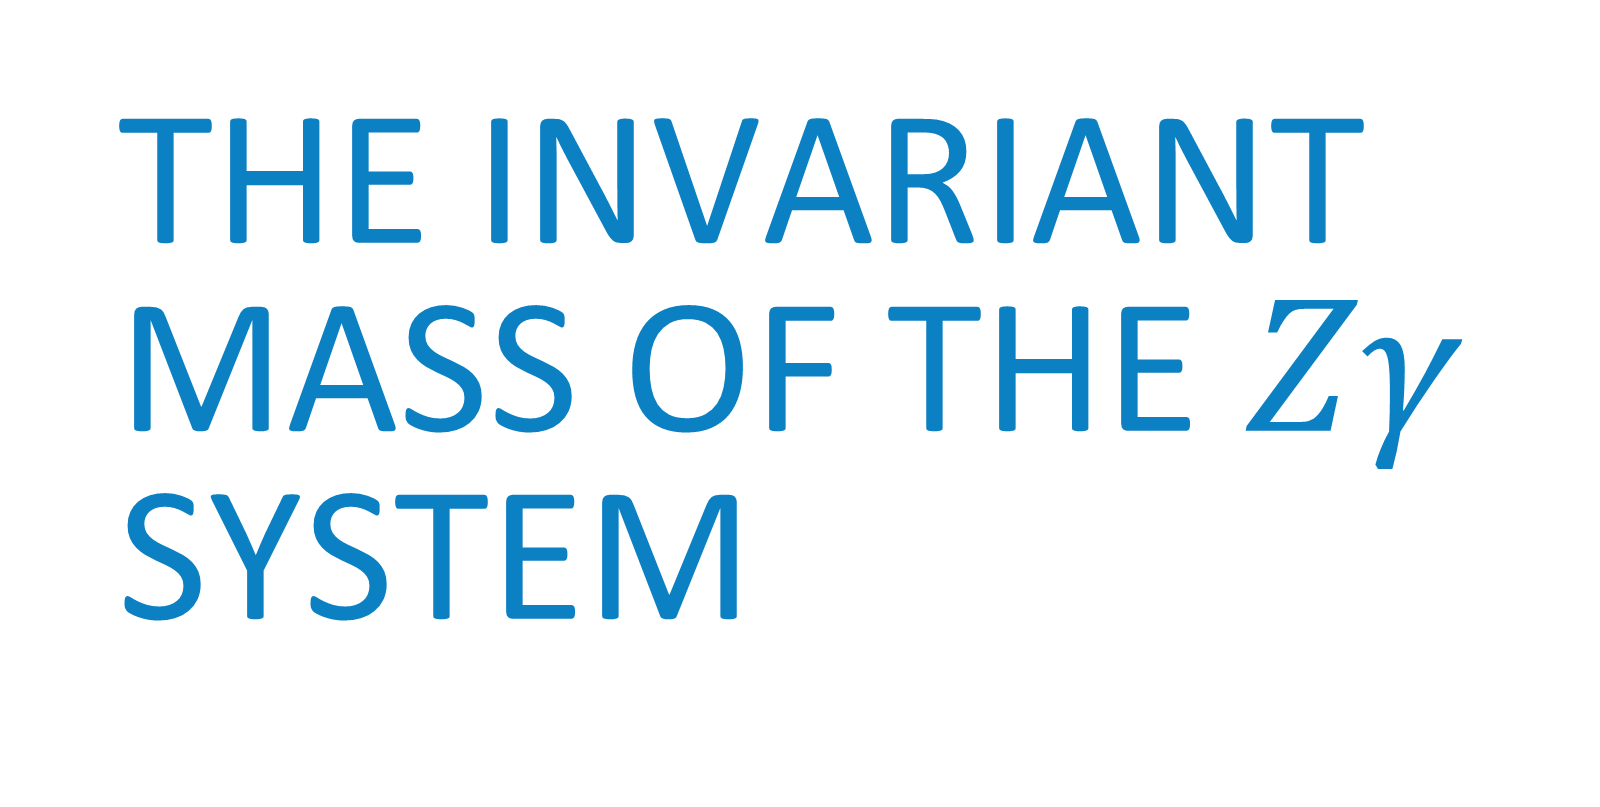 THE INVARIANT
MASS OF THE Zγ
SYSTEM